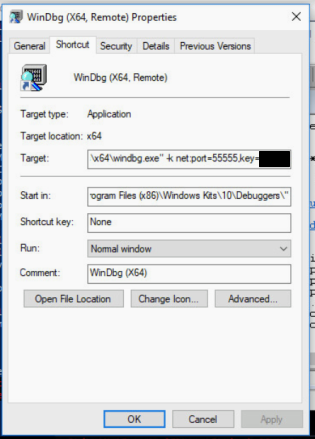 WinDbg (X64, Remote) Properties
General Shortcut Security Details Previous Versions
WinDbg (X64, Remote)
Target type: Application
Target location: x64
Target: \x64\windbg.exe" -k net:port=55555,key=
Start in: ogram Files (x86)\Windows Kits\10\Debuggers\"
Shortcut key: None
Run: Normal window
Comment: WinDbg (X64)
Open File Location Change Icon... Advanced...
OK Cancel Apply